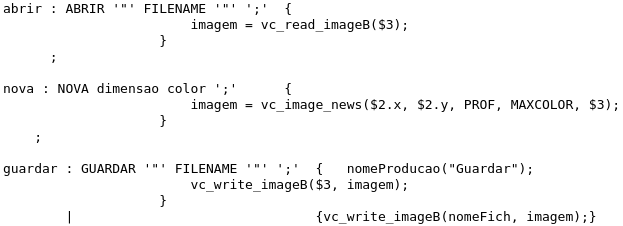 abrir : ABRIR '"' FILENAME '"' ';'  {
                        imagem = vc_read_imageB($3);
                    }
      ;
nova : NOVA dimensao color ';'      {
                        imagem = vc_image_news($2.x, $2.y, PROF, MAXCOLOR, $3);
                    }
    ;
guardar : GUARDAR '"' FILENAME '"' ';'  {   nomeProducao("Guardar");
                        vc_write_imageB($3, imagem);
                    }
        |                               {vc_write_imageB(nomeFich, imagem);}